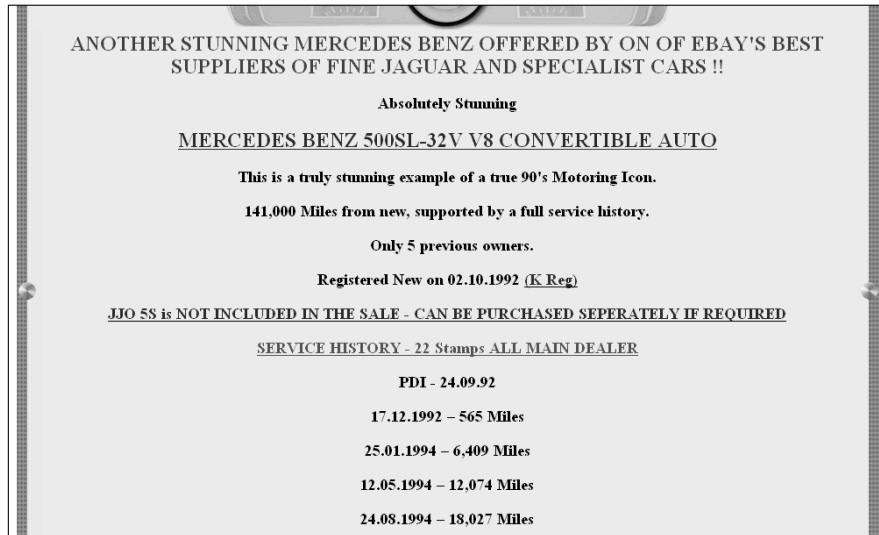 ANOTHER STUNNING MERCEDES BENZ OFFERED BY ON OF EBAY'S BEST
SUPPLIERS OF FINE JAGUAR AND SPECIALIST CARS !!
Absolutely Stunning
MERCEDES BENZ 500SL-32V V8 CONVERTIBLE AUTO
This is a truly stunning example of a true 90's Motoring Icon.
141,000 Miles from new, supported by a full service history.
Only 5 previous owners.
Registered New on 02.10.1992 (K Reg)
JJO 5S is NOT INCLUDED IN THE SALE - CAN BE PURCHASED SEPERATELY IF REQUIRED
SERVICE HISTORY - 22 Stamps ALL MAIN DEALER
PDI - 24.09.92
17.12.1992 – 565 Miles
25.01.1994 – 6,409 Miles
12.05.1994 – 12,074 Miles
24.08.1994 – 18,027 Miles